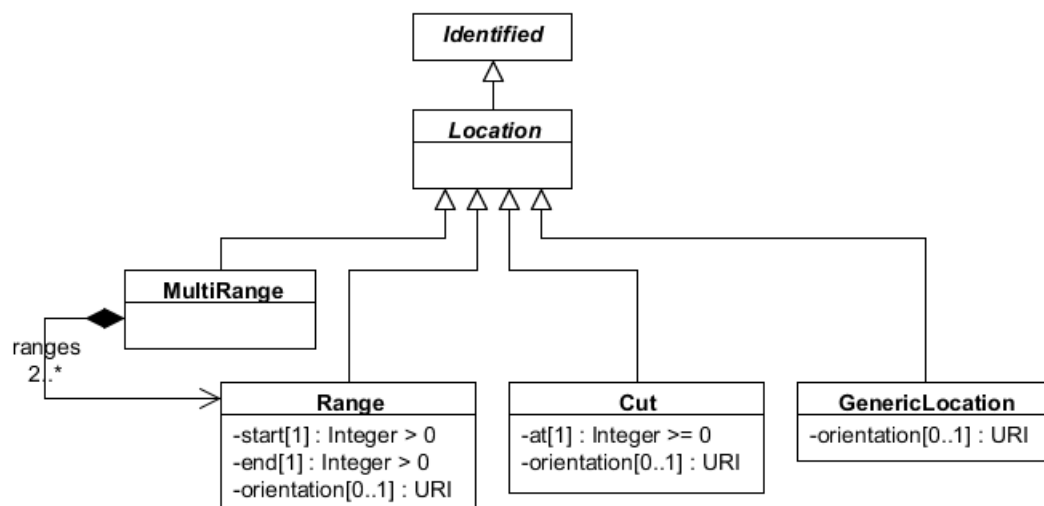 Identified
Location
MultiRange
ranges
2..*
Range
-start[1] : Integer > 0
-end[1] : Integer > 0
-orientation[0..1] : URI
Cut
-at[1] : Integer >= 0
-orientation[0..1] : URI
GenericLocation
-orientation[0..1] : URI